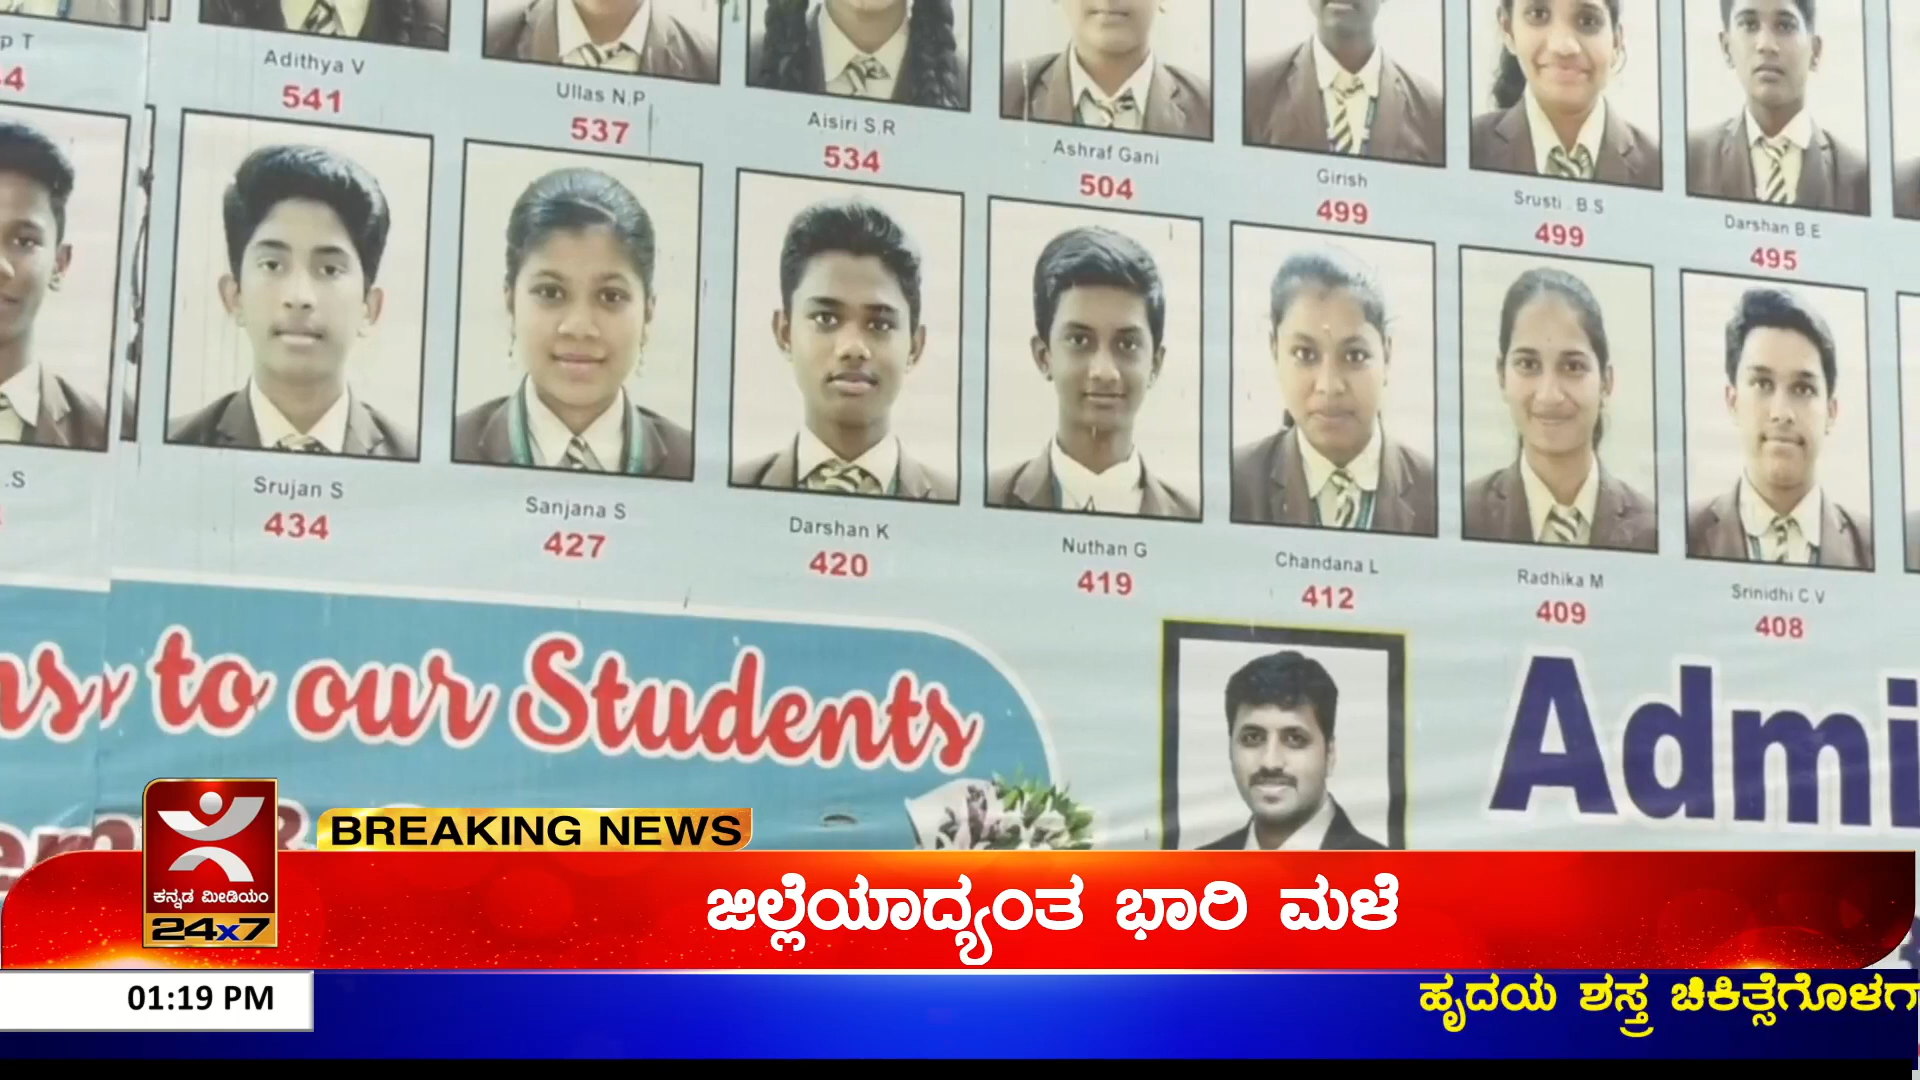 p T
Adithya V
541
Ullas N.P
537
Aisiri S.R
534
Ashraf Gani
504
Girish
499
Srusti . B.S
499
Darshan B.E
495
.S
Srujan S
434
Sanjana S
427
Darshan K
420
Nuthan G
419
Chandana L
412
Radhika M
409
Srinidhi C.V
408
ns to our Students
Admi
ಕನ್ನಡ ಮೀಡಿಯಂ
24x7
BREAKING NEWS
ಜಿಲ್ಲೆಯಾದ್ಯಂತ ಭಾರಿ ಮಳೆ
01:19 PM
ಹೃದಯ ಶಸ್ತ್ರ ಚಿಕಿತ್ಸೆಗೊಳಗಾ